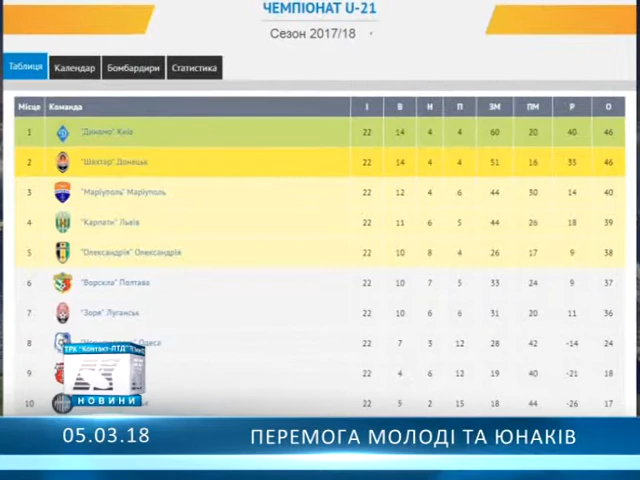 ЧЕМПІОНАТ U-21
Сезон 2017/18
Таблиця Календар Бомбардири Статистика
Місце Команда І В Н П ЗМ ПМ Р О
1 "Динамо" Київ 22 14 4 4 60 20 40 46
2 "Шахтар" Донецьк 22 14 4 4 51 16 35 46
3 "Маріуполь" Маріуполь 22 12 4 6 44 30 14 40
4 "Карпати" Львів 22 11 6 5 44 26 18 39
5 "Олександрія" Олександрія 22 10 8 4 26 17 9 38
6 "Ворскла" Полтава 22 10 7 5 33 24 9 37
7 "Зоря" Луганськ 22 10 6 6 31 20 11 36
8 Одеса 22 7 3 12 28 42 -14 24
9 22 4 6 12 19 40 -21 18
10 22 5 2 15 18 44 -26 17
ТРК "Контакт-ЛТД"
НОВИНИ
05.03.18 ПЕРЕМОГА МОЛОДІ ТА ЮНАКІВ